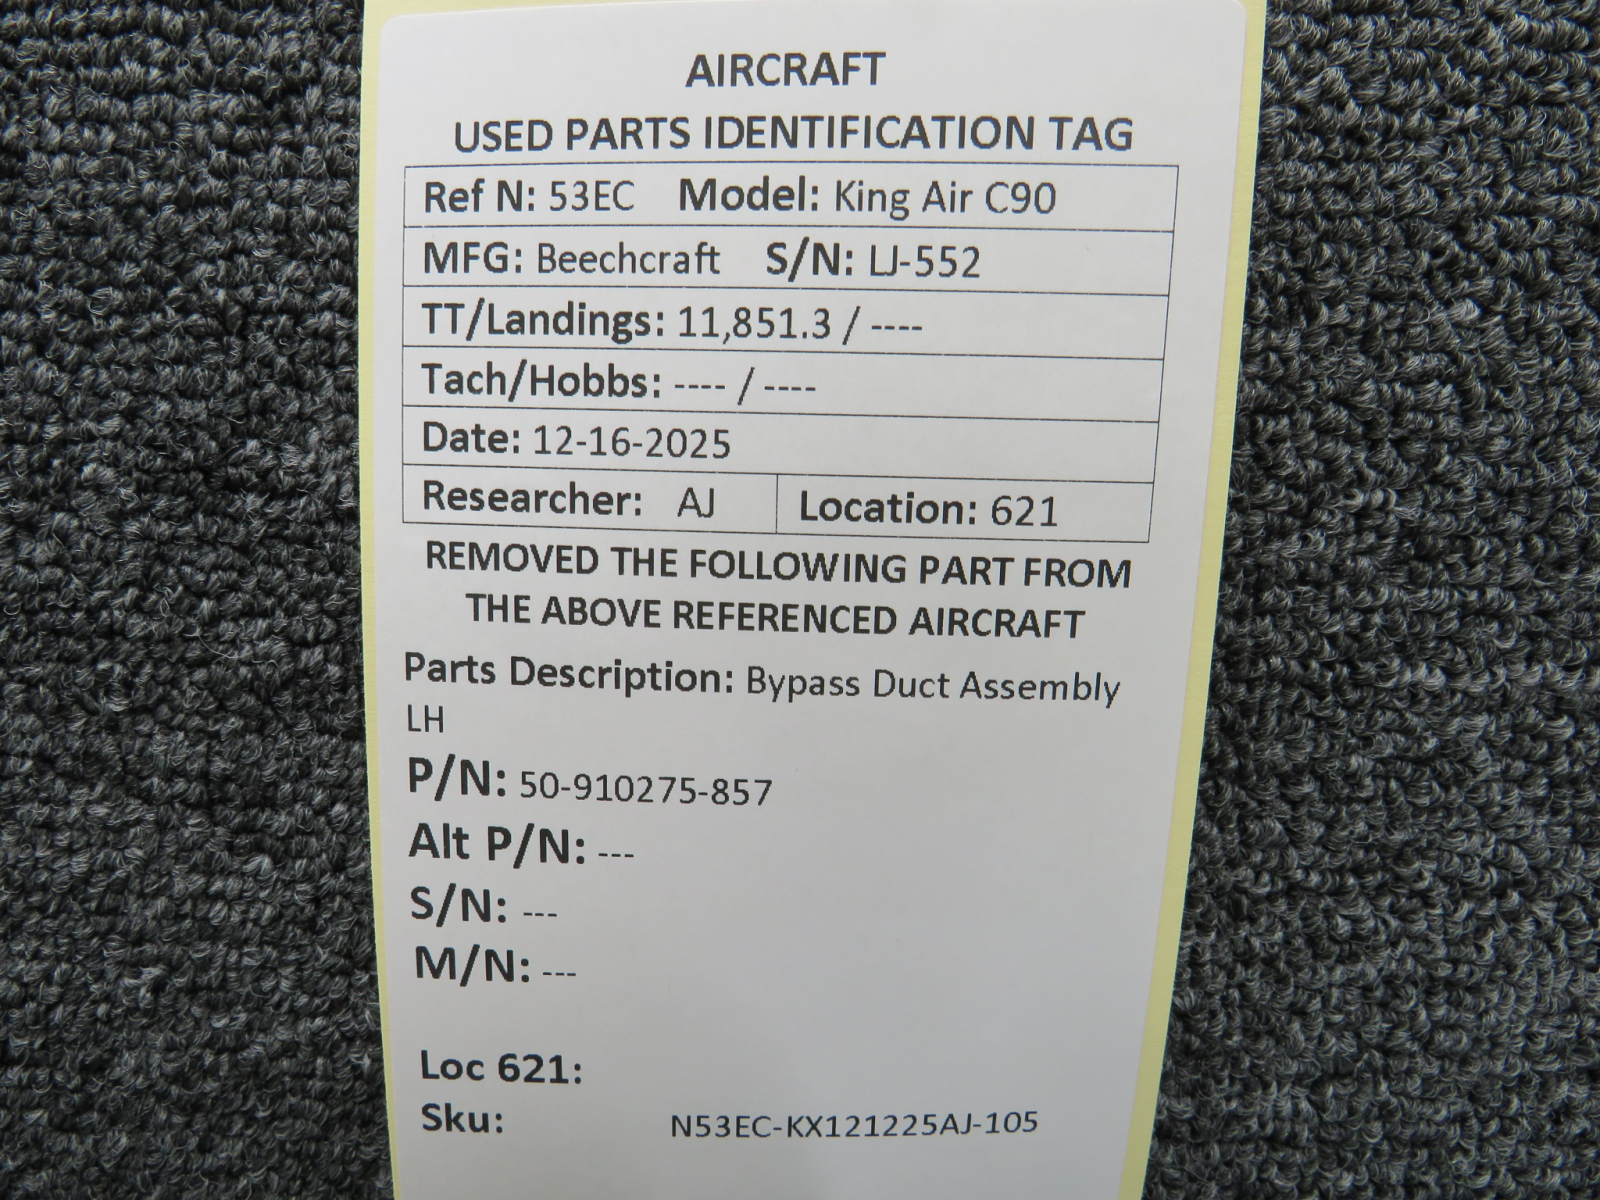 AIRCRAFT
USED PARTS IDENTIFICATION TAG
Ref N: 53EC Model: King Air C90
MFG: Beechcraft S/N: LJ-552
TT/Landings: 11,851.3 / ----
Tach/Hobbs: ---- / ----
Date: 12-16-2025
Researcher: AJ Location: 621
REMOVED THE FOLLOWING PART FROM
THE ABOVE REFERENCED AIRCRAFT
Parts Description: Bypass Duct Assembly
LH
P/N: 50-910275-857
Alt P/N: ---
S/N: ---
M/N: ---
Loc 621:
Sku: N53EC-KX121225AJ-105